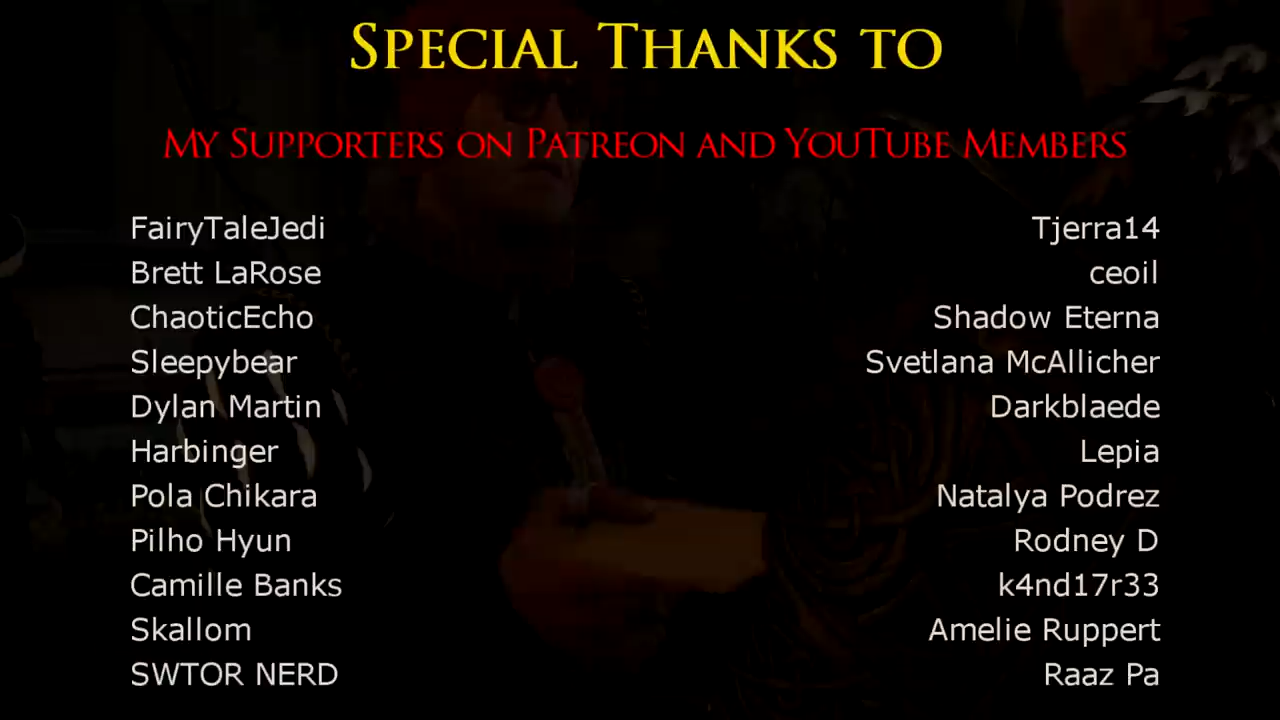 Special Thanks to
My Supporters on Patreon and YouTube Members
FairyTaleJedi
Brett LaRose
ChaoticEcho
Sleepybear
Dylan Martin
Harbinger
Pola Chikara
Pilho Hyun
Camille Banks
Skallom
SWTOR NERD
Tjerra14
ceoil
Shadow Eterna
Svetlana McAllicher
Darkblaede
Lepia
Natalya Podrez
Rodney D
k4nd17r33
Amelie Ruppert
Raaz Pa